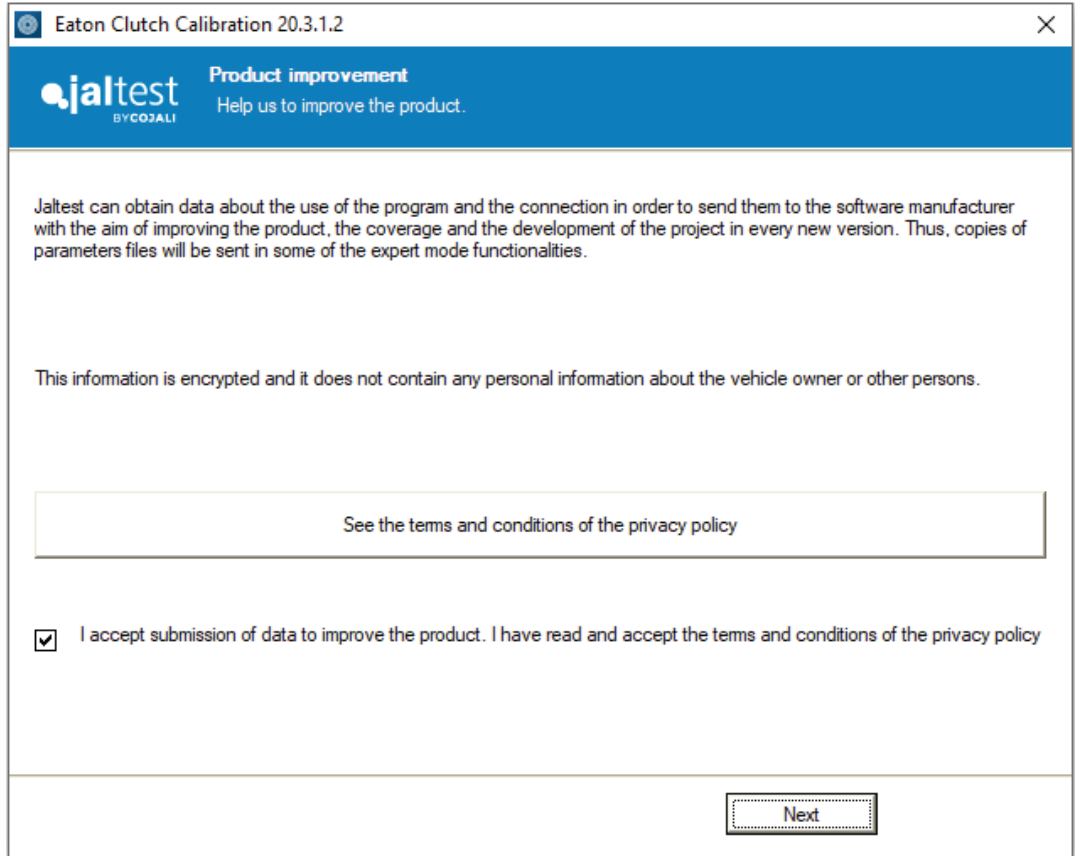 Eaton Clutch Calibration 20.3.1.2
jaltest
BY COJALI
Product improvement
Help us to improve the product.
Jaltest can obtain data about the use of the program and the connection in order to send them to the software manufacturer
with the aim of improving the product, the coverage and the development of the project in every new version. Thus, copies of
parameters files will be sent in some of the expert mode functionalities.
This information is encrypted and it does not contain any personal information about the vehicle owner or other persons.
See the terms and conditions of the privacy policy
I accept submission of data to improve the product. I have read and accept the terms and conditions of the privacy policy
Next